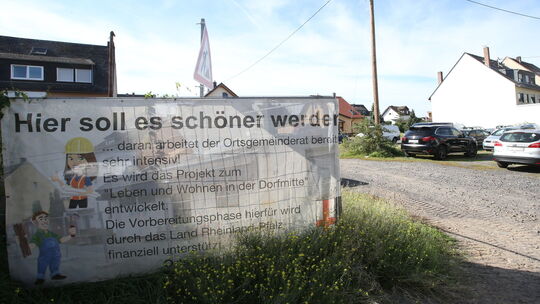 Hier soll es schöner werden
... daran arbeitet der Ortsgemeinderat bereits
sehr intensiv!
Es wird das Projekt zum
"Leben und Wohnen in der Dorfmitte"
entwickelt.
Die Vorbereitungsphase hierfür wird
durch das Land Rheinland-Pfalz
finanziell unterstützt.